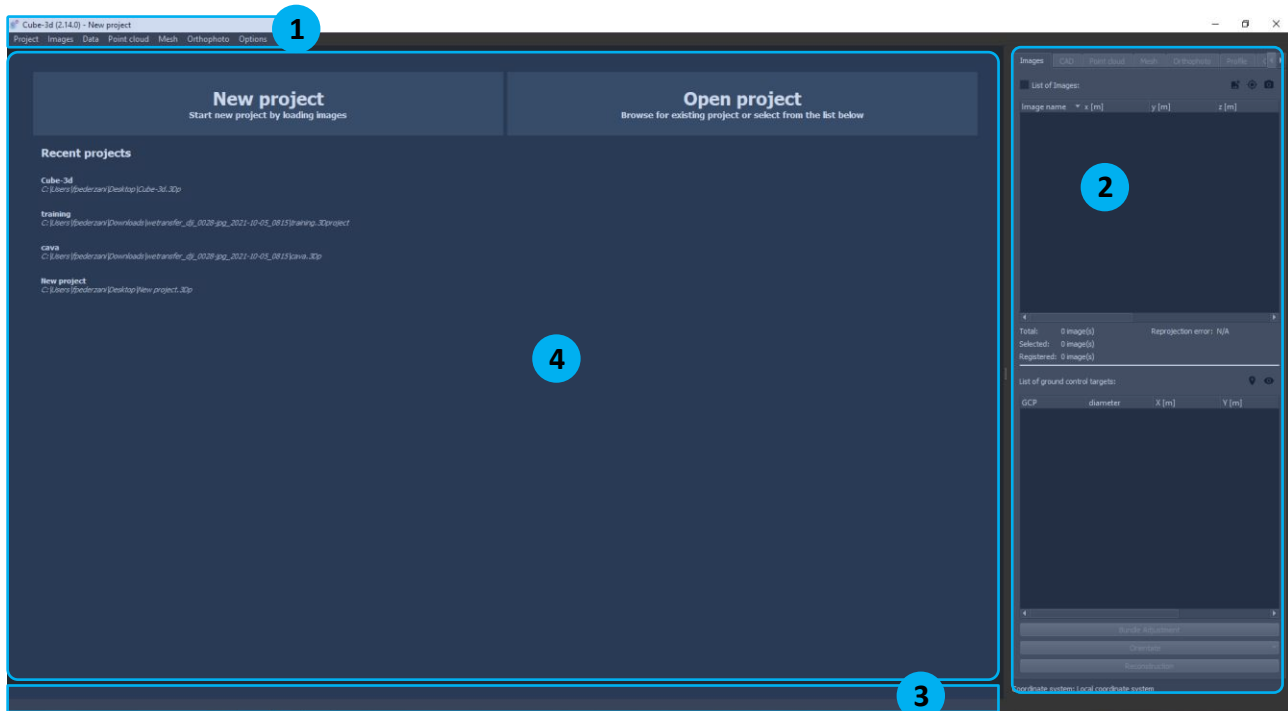 Cube-3d (2.14.0) - New project
Project Images Data Point cloud Mesh Orthophoto Options
1
New project
Start new project by loading images
Open project
Browse for existing project or select from the list below
Recent projects
Cube-3d
C:\Users\fpederzani\Desktop\Cube-3d.3Dp
training
C:\Users\fpederzani\Downloads\wetransfer_dji_0028-jpg_2021-10-05_0815\training.3Dproject
cava
C:\Users\fpederzani\Downloads\wetransfer_dji_0028-jpg_2021-10-05_0815\cava.3Dp
New project
C:\Users\fpederzani\Desktop\New project.3Dp
4
3
Images CAD Point cloud Mesh Orthophoto Profile
List of Images:
Image name x [m] y [m] z [m]
2
Total: 0 image(s) Reprojection error: N/A
Selected: 0 image(s)
Registered: 0 image(s)
List of ground control targets:
GCP diameter X [m] Y [m]
Bundle Adjustment
Orientate
Reconstruction
Coordinate system: Local coordinate system